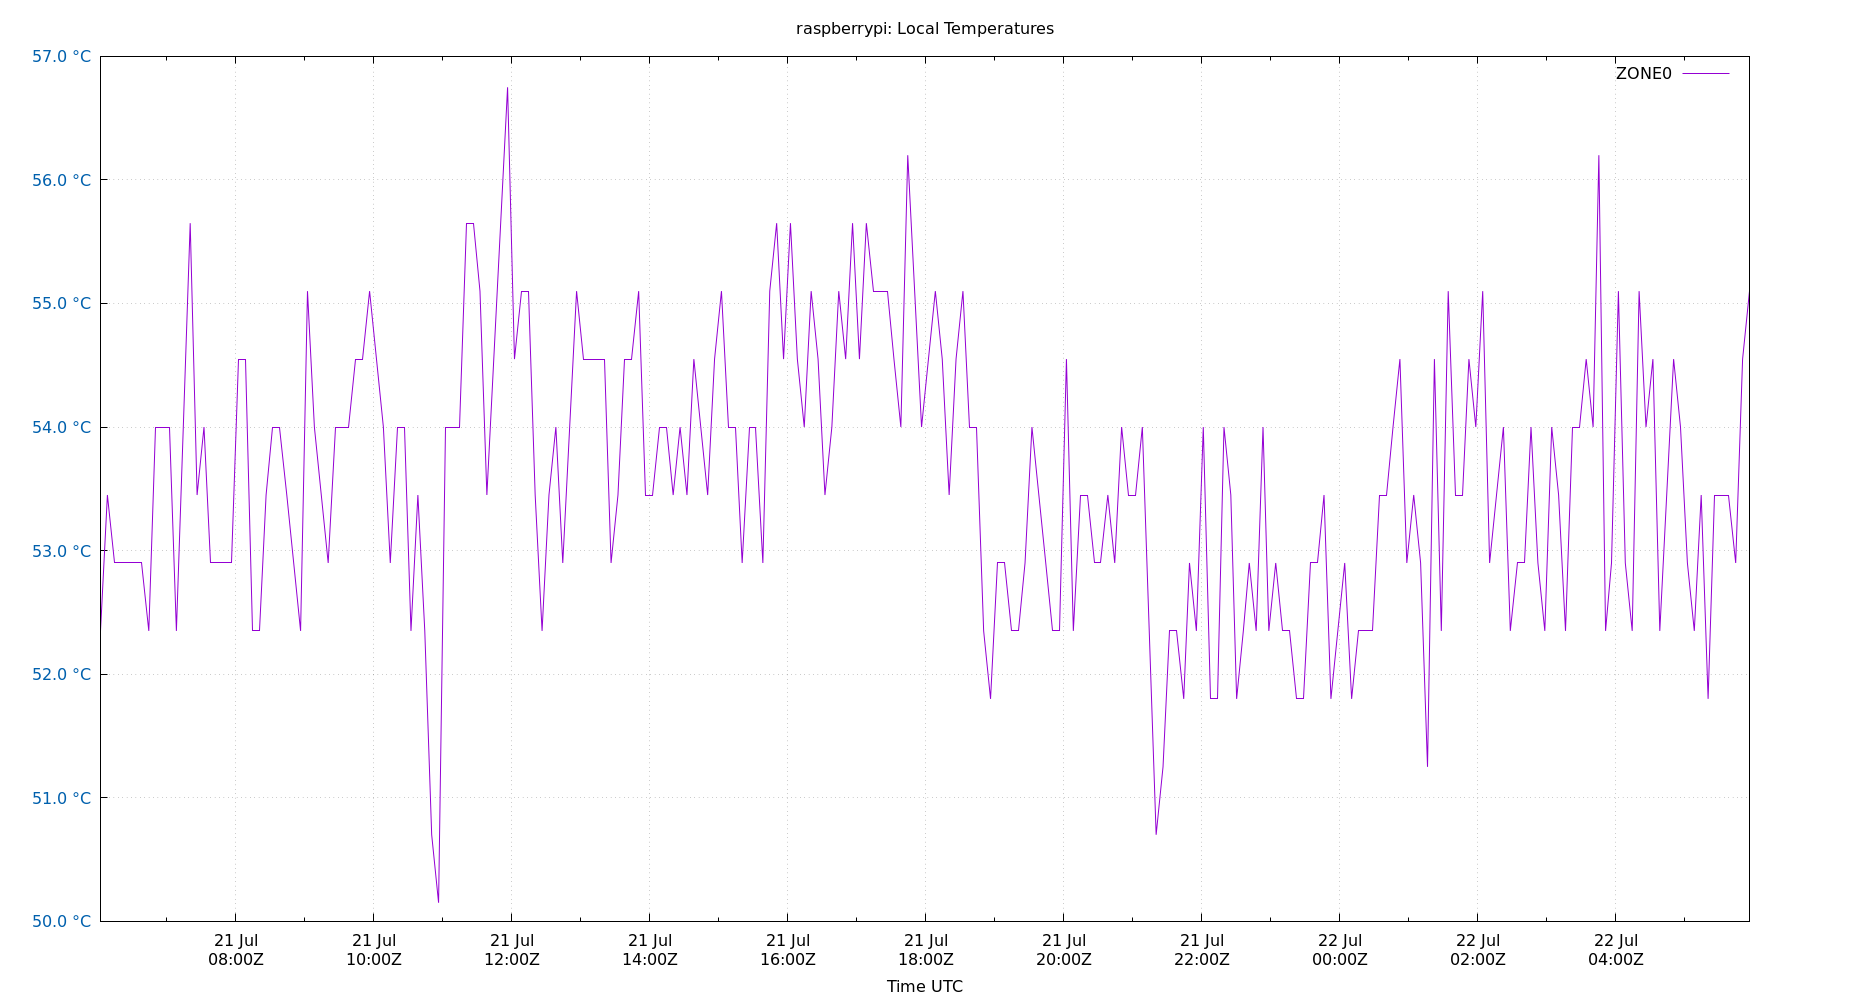 raspberrypi: Local Temperatures
57.0 °C
ZONE0
56.0 °C
55.0 °C
54.0 °C
53.0 °C
52.0 °C
51.0 °C
50.0 °C
21 Jul 21 Jul 21 Jul 21 Jul 21 Jul 21 Jul 21 Jul 21 Jul 22 Jul 22 Jul 22 Jul
08:00Z 10:00Z 12:00Z 14:00Z 16:00Z 18:00Z 20:00Z 22:00Z 00:00Z 02:00Z 04:00Z
Time UTC